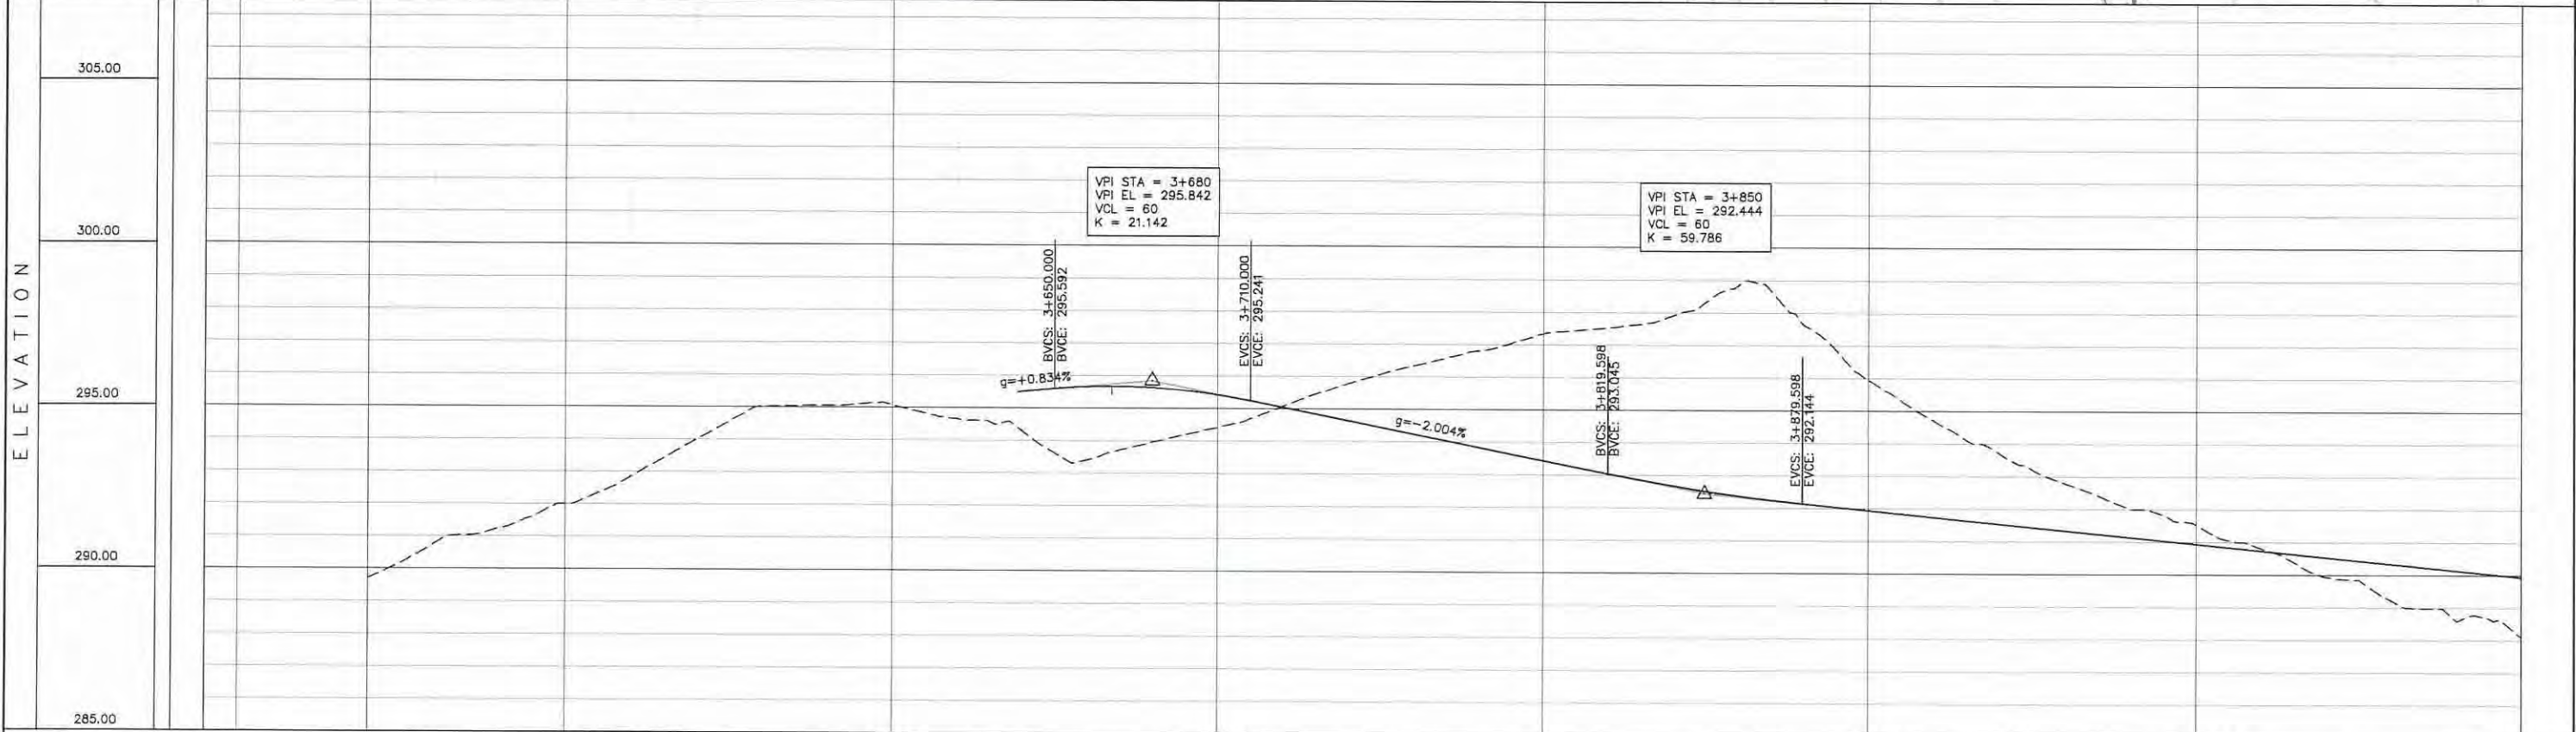 ELEVATION
305.00
300.00
295.00
290.00
285.00
VPI STA = 3+680
VPI EL = 295.842
VCL = 60
K = 21.142
VPI STA = 3+850
VPI EL = 292.444
VCL = 60
K = 59.786
BVCS: 3+650.000
BVCE: 295.592
EVCS: 3+710.000
EVCE: 295.241
g=+0.834%
g=-2.004%
BVCS: 3+819.598
BVCE: 293.045
EVCS: 3+879.598
EVCE: 292.144